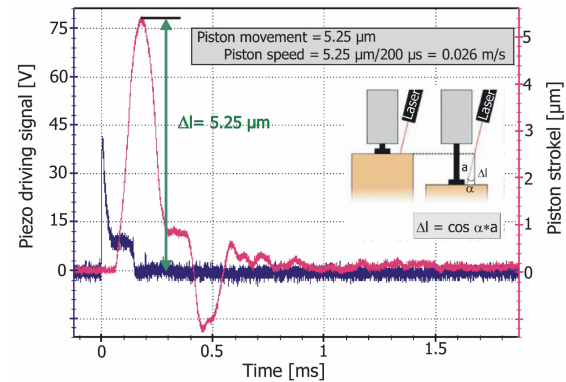 Piston movement = 5.25 µm
Piston speed = 5.25 µm/200 µs = 0.026 m/s
75
60
45
30
15
0
Piezo driving signal [V]
5
4
3
2
1
0
Piston strokel [µm]
Δl= 5.25 µm
Laser
Laser
a
Δl
α
Δl = cos α*a
0
0.5
1
1.5
Time [ms]